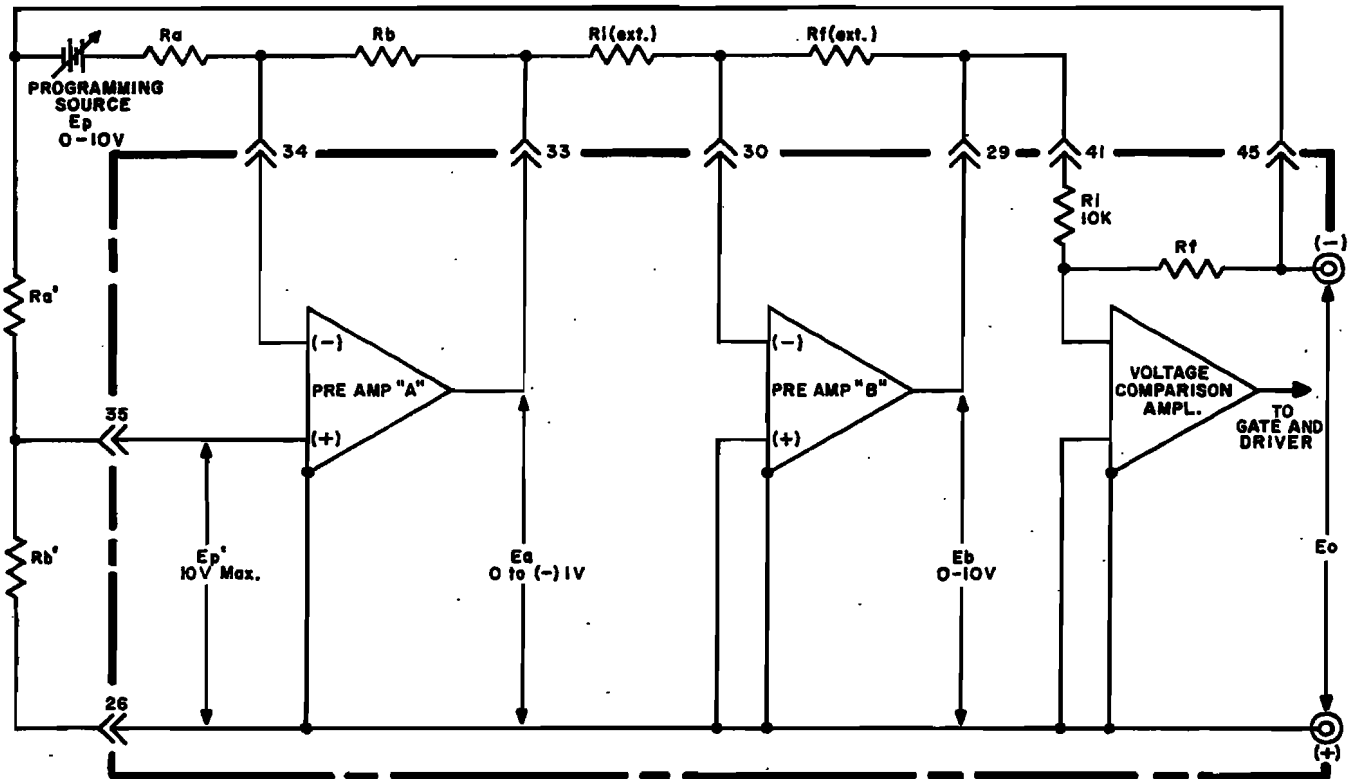 Ra
Rb
Ri(ext.)
Rf(ext.)
PROGRAMMING
SOURCE
Ep
0-10V
34
33
30
29
41
45
Ri
10K
(-)
Rf
Ra'
(-)
PRE AMP "A"
(+)
(-)
PRE AMP "B"
(+)
VOLTAGE
COMPARISON
AMPL.
TO
GATE AND
DRIVER
35
Rb'
Ep'
10V Max.
Ea
0 to (-) 1V
Eb
0-10V
Eo
26
(+)